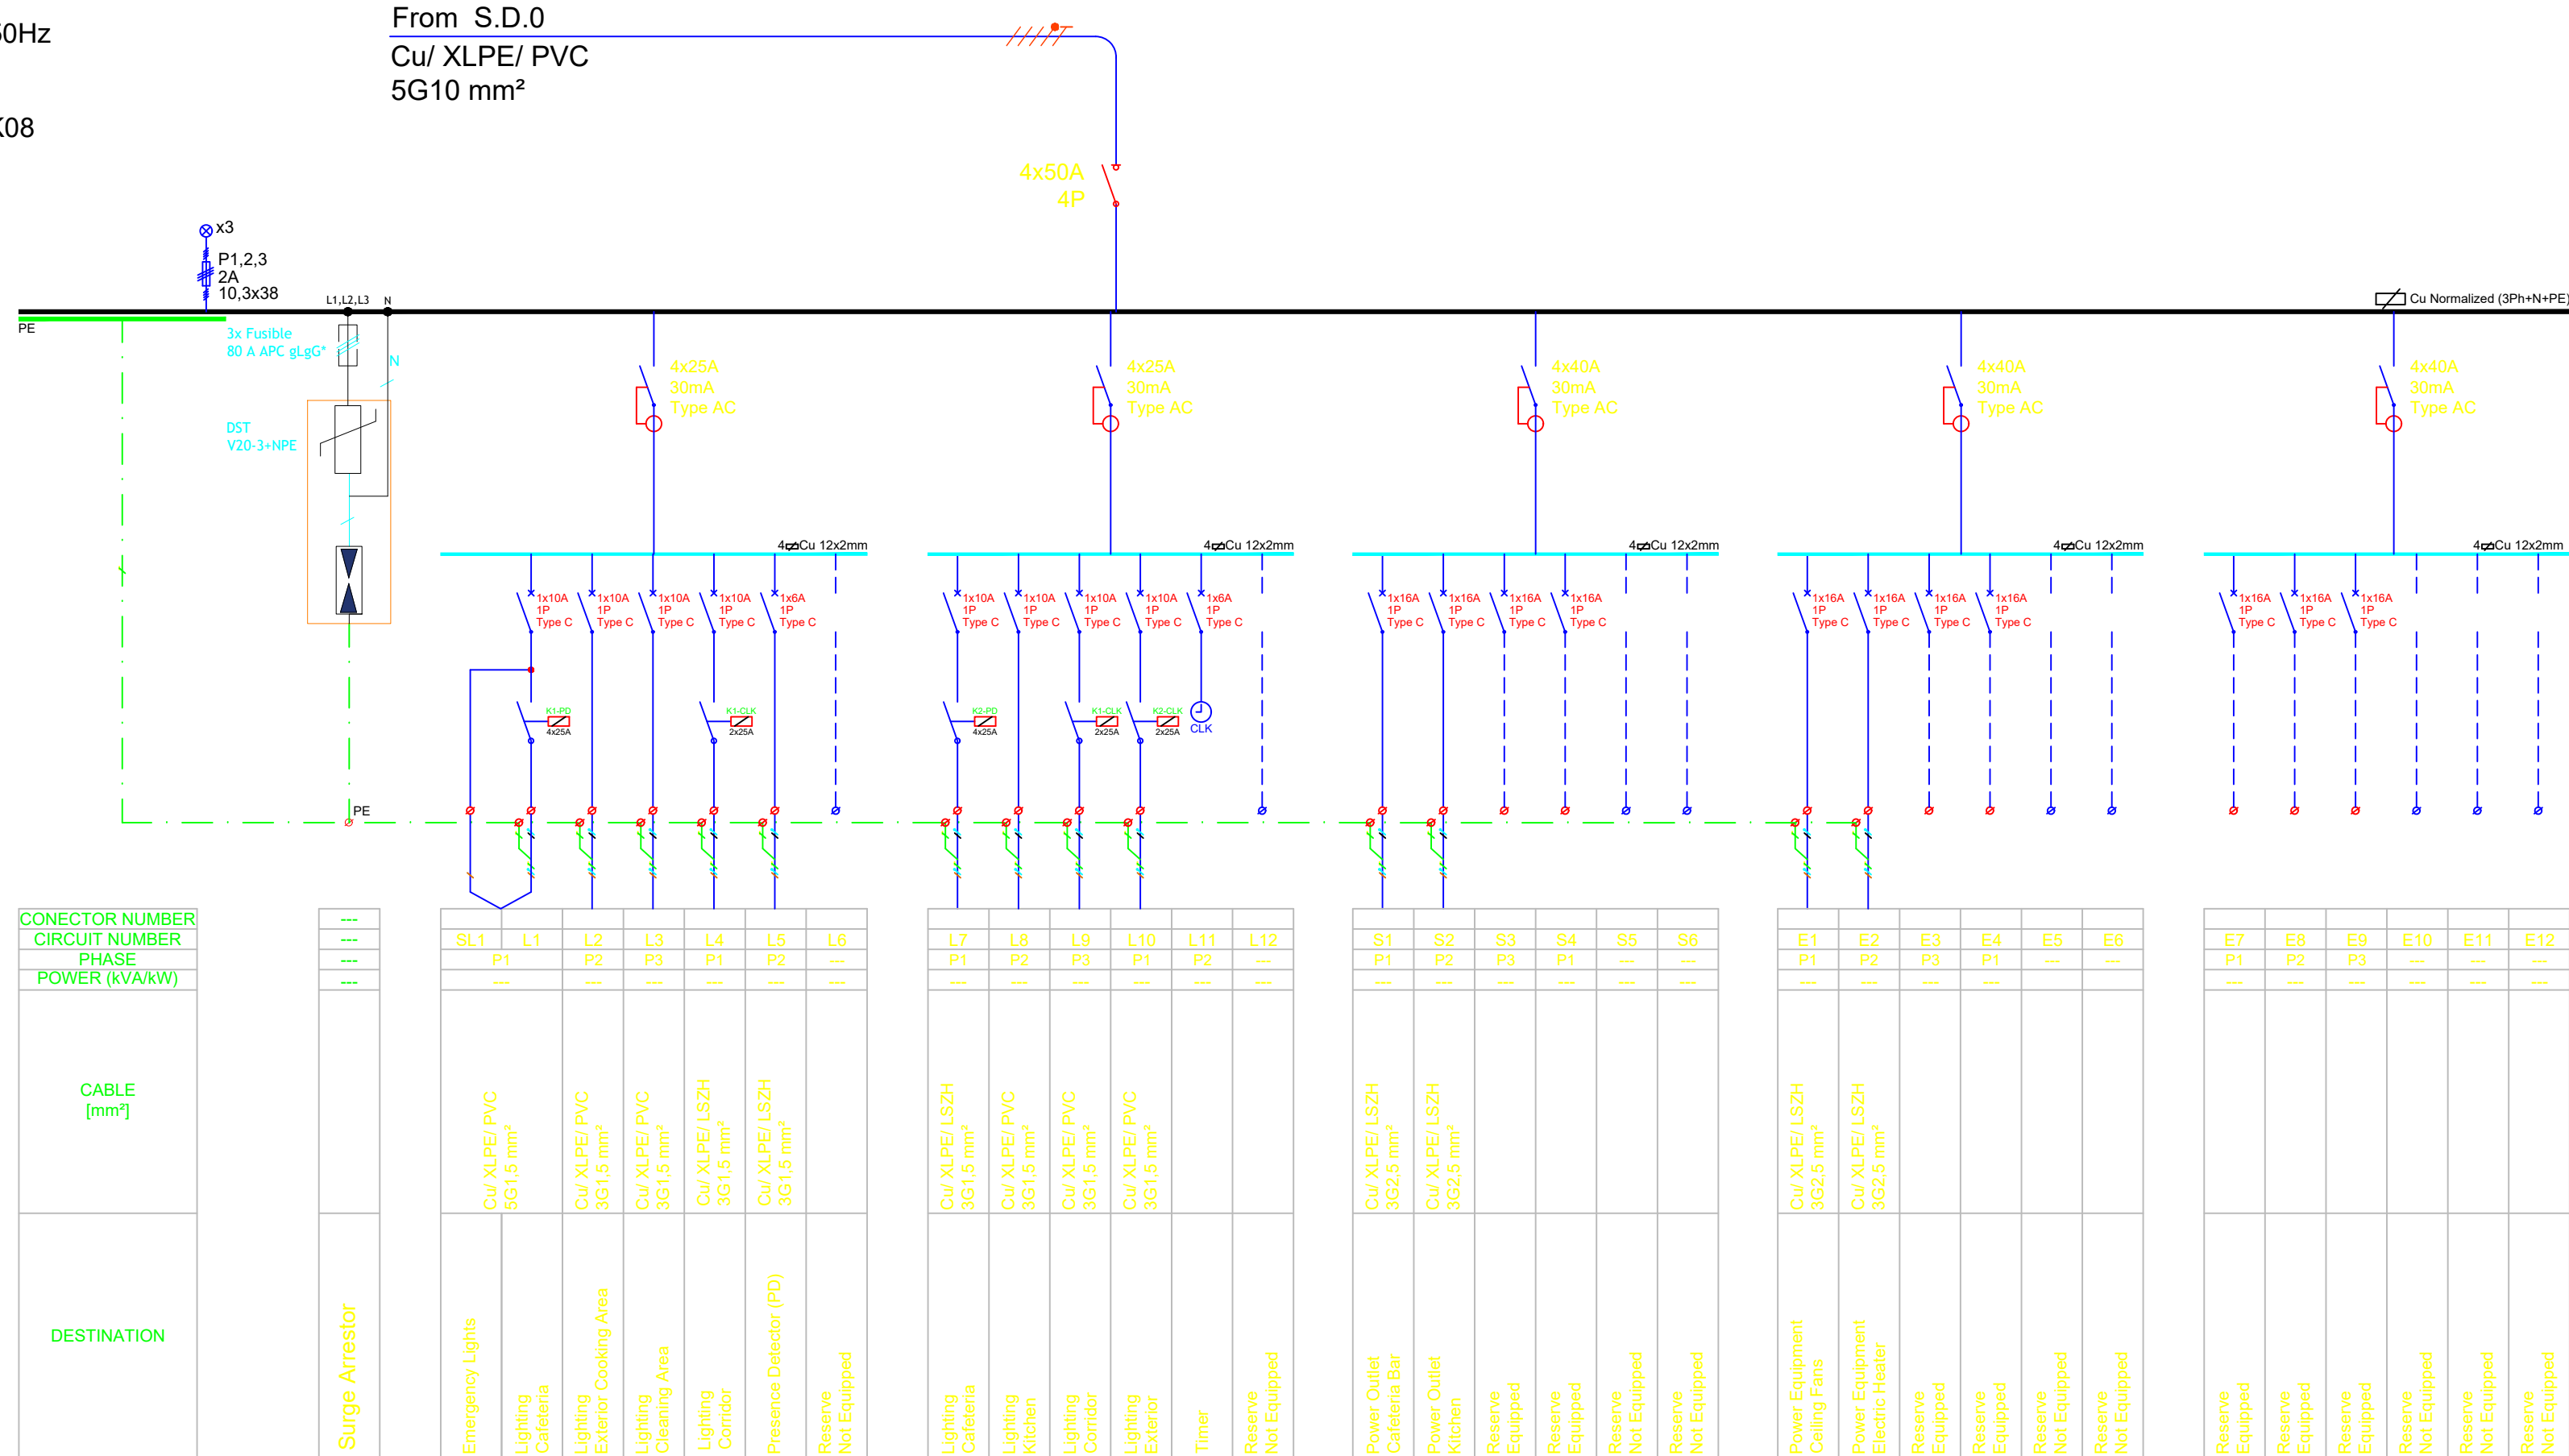 From S.D.0
50Hz
Cu/ XLPE/ PVC
5G10 mm²
K08
4x50A
4P
x3
P1,2,3
2A
10,3x38
L1,L2,L3
N
Cu Normalized (3Ph+N+PE)
PE
3x Fusible
80 A APC gLgG*
N
DST
V20-3+NPE
4x25A
30mA
Type AC
4x25A
30mA
Type AC
4x40A
30mA
Type AC
4x40A
30mA
Type AC
4x40A
30mA
Type AC
4 Cu 12x2mm
4 Cu 12x2mm
4 Cu 12x2mm
4 Cu 12x2mm
4 Cu 12x2mm
1x10A 1x10A 1x10A 1x10A 1x6A
1P 1P 1P 1P 1P
Type C Type C Type C Type C Type C
1x10A 1x10A 1x10A 1x10A 1x6A
1P 1P 1P 1P 1P
Type C Type C Type C Type C Type C
1x16A 1x16A 1x16A 1x16A
1P 1P 1P 1P
Type C Type C Type C Type C
1x16A 1x16A 1x16A 1x16A
1P 1P 1P 1P
Type C Type C Type C Type C
1x16A 1x16A 1x16A
1P 1P 1P
Type C Type C Type C
K1-PD
4x25A
K1-CLK
2x25A
K2-PD
4x25A
K1-CLK
2x25A
K2-CLK
2x25A
CLK
PE
CONECTOR NUMBER ---
CIRCUIT NUMBER --- SL1 L1 L2 L3 L4 L5 L6 L7 L8 L9 L10 L11 L12 S1 S2 S3 S4 S5 S6 E1 E2 E3 E4 E5 E6 E7 E8 E9 E10 E11 E12
PHASE --- P1 P2 P3 P1 P2 --- P1 P2 P3 P1 P2 --- P1 P2 P3 P1 --- --- P1 P2 P3 P1 --- --- P1 P2 P3 --- --- ---
POWER (kVA/kW) --- --- --- --- --- --- --- --- --- --- --- --- --- --- --- --- --- --- --- --- --- --- --- --- --- --- --- --- ---
CABLE
[mm²]
Cu/ XLPE/ PVC
5G1,5 mm²
Cu/ XLPE/ PVC
3G1,5 mm²
Cu/ XLPE/ PVC
3G1,5 mm²
Cu/ XLPE/ LSZH
3G1,5 mm²
Cu/ XLPE/ LSZH
3G1,5 mm²
Cu/ XLPE/ LSZH
3G1,5 mm²
Cu/ XLPE/ PVC
3G1,5 mm²
Cu/ XLPE/ PVC
3G1,5 mm²
Cu/ XLPE/ PVC
3G1,5 mm²
Cu/ XLPE/ LSZH
3G2,5 mm²
Cu/ XLPE/ LSZH
3G2,5 mm²
Cu/ XLPE/ LSZH
3G2,5 mm²
Cu/ XLPE/ LSZH
3G2,5 mm²
DESTINATION
Surge Arrestor
Emergency Lights
Lighting
Cafeteria
Lighting
Exterior Cooking Area
Lighting
Cleaning Area
Lighting
Corridor
Presence Detector (PD)
Reserve
Not Equipped
Lighting
Cafeteria
Lighting
Kitchen
Lighting
Corridor
Lighting
Exterior
Timer
Reserve
Not Equipped
Power Outlet
Cafeteria Bar
Power Outlet
Kitchen
Reserve
Equipped
Reserve
Equipped
Reserve
Not Equipped
Reserve
Not Equipped
Power Equipment
Ceiling Fans
Power Equipment
Electric Heater
Reserve
Equipped
Reserve
Equipped
Reserve
Not Equipped
Reserve
Not Equipped
Reserve
Equipped
Reserve
Equipped
Reserve
Equipped
Reserve
Not Equipped
Reserve
Not Equipped
Reserve
Not Equipped